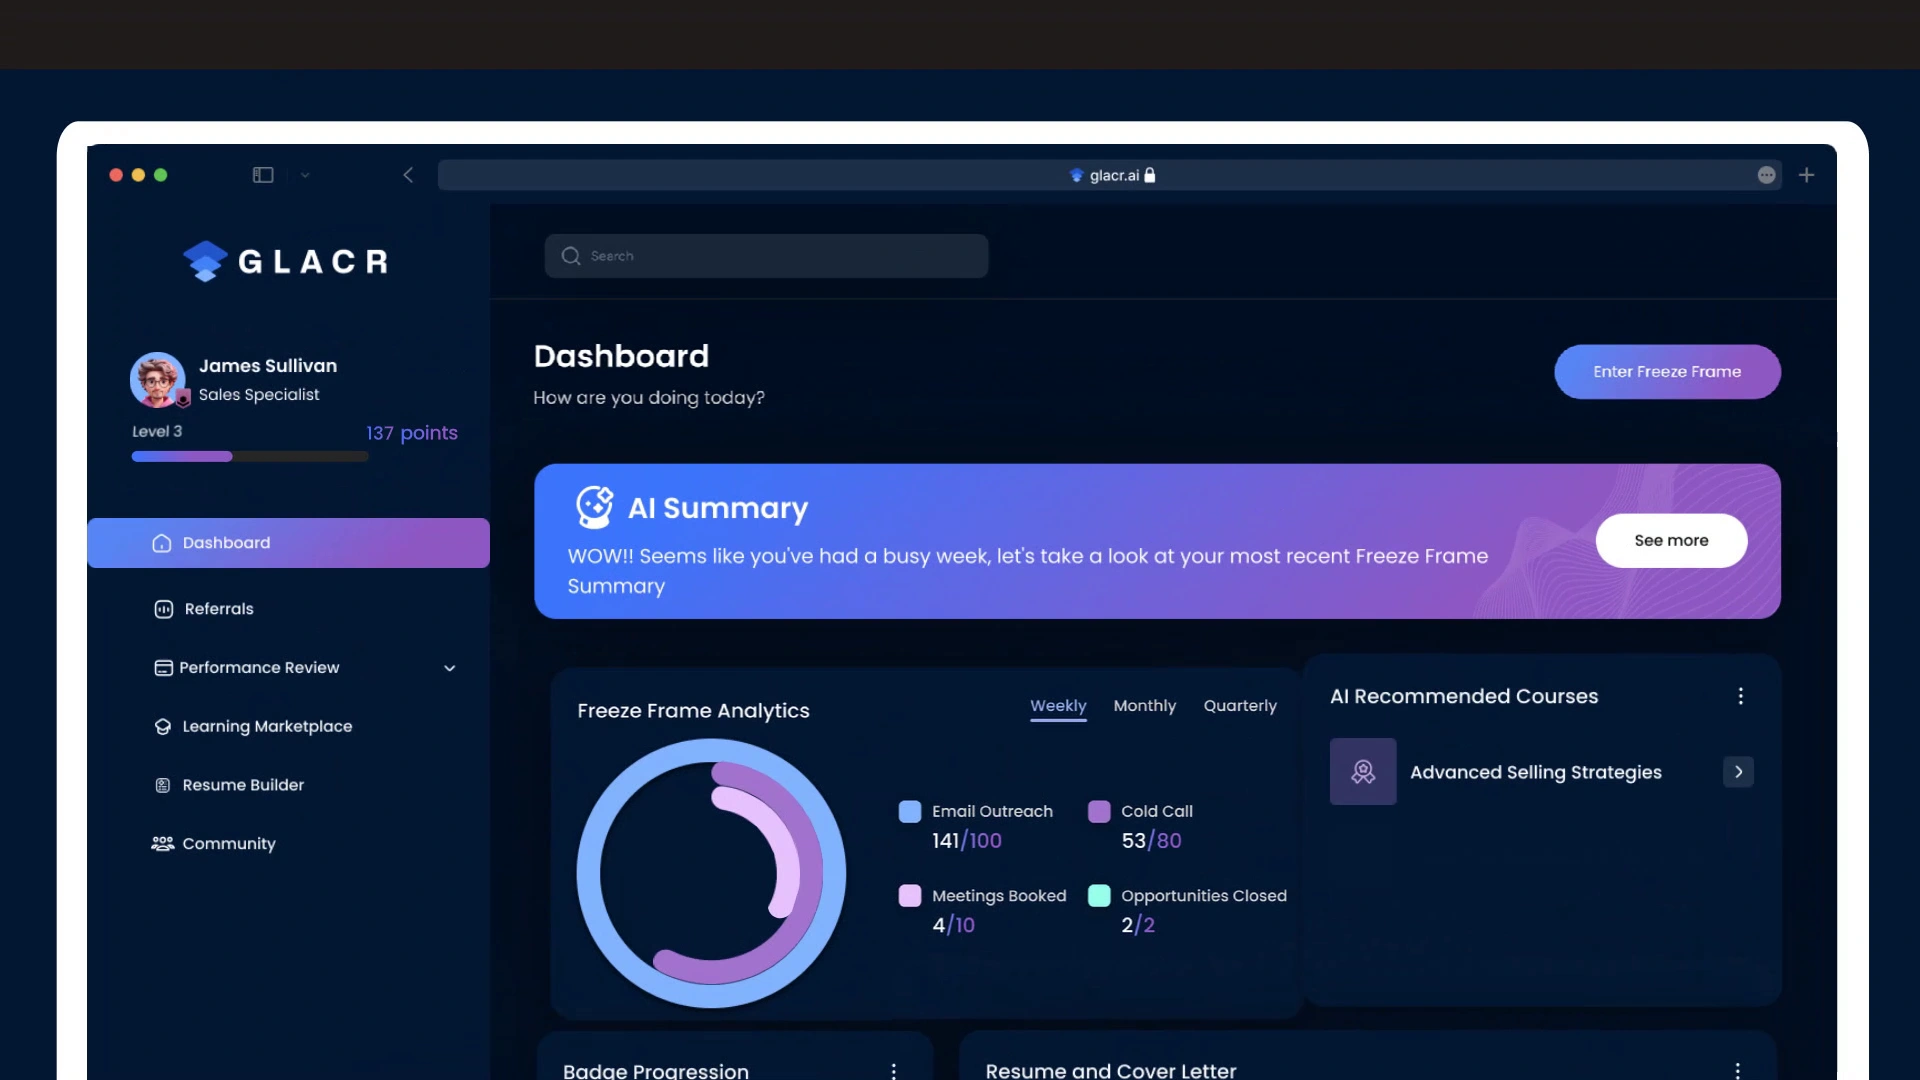 glacr.ai
GLACR
Search
James Sullivan
Sales Specialist
Level 3
137 points
Dashboard
Referrals
Performance Review
Learning Marketplace
Resume Builder
Community
Dashboard
How are you doing today?
Enter Freeze Frame
AI Summary
WOW!! Seems like you've had a busy week, let's take a look at your most recent Freeze Frame
Summary
See more
Freeze Frame Analytics
Weekly Monthly Quarterly
Email Outreach
141/100
Cold Call
53/80
Meetings Booked
4/10
Opportunities Closed
2/2
AI Recommended Courses
Advanced Selling Strategies
Badge Progression
Resume and Cover Letter